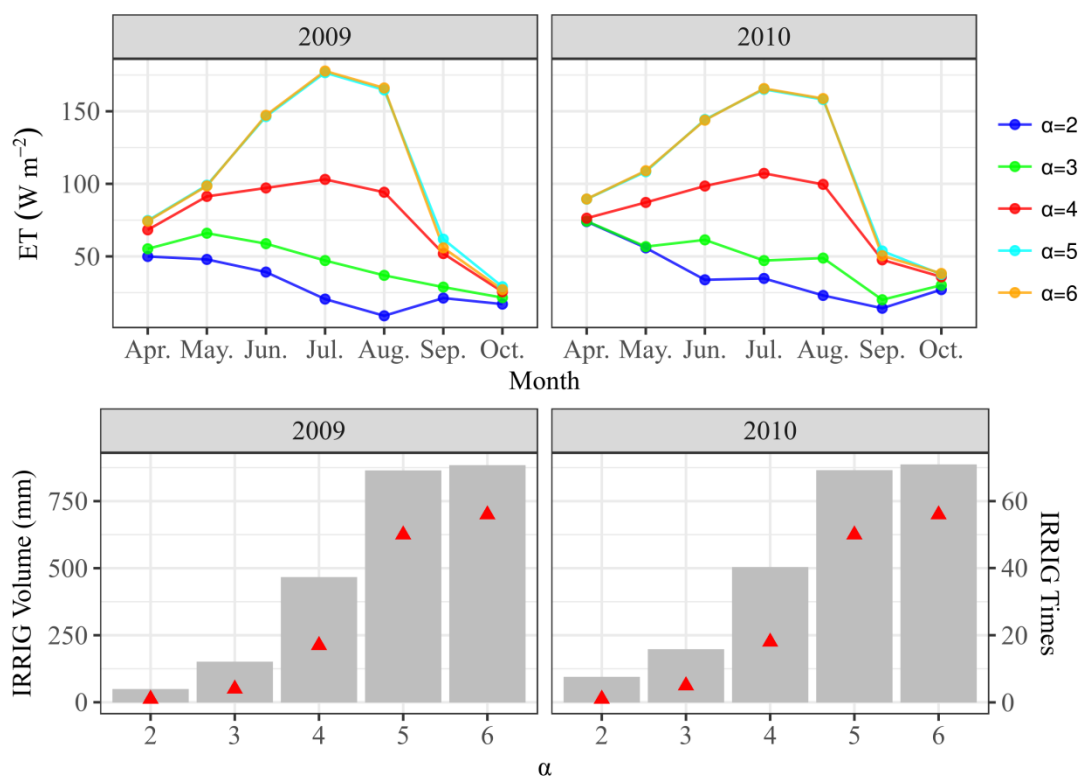 2009 2010
150
100
50
ET (W m−2)
Apr. May. Jun. Jul. Aug. Sep. Oct. Apr. May. Jun. Jul. Aug. Sep. Oct.
Month
α=2
α=3
α=4
α=5
α=6
2009 2010
750
500
250
0
IRRIG Volume (mm)
60
40
20
0
IRRIG Times
2 3 4 5 6 2 3 4 5 6
α